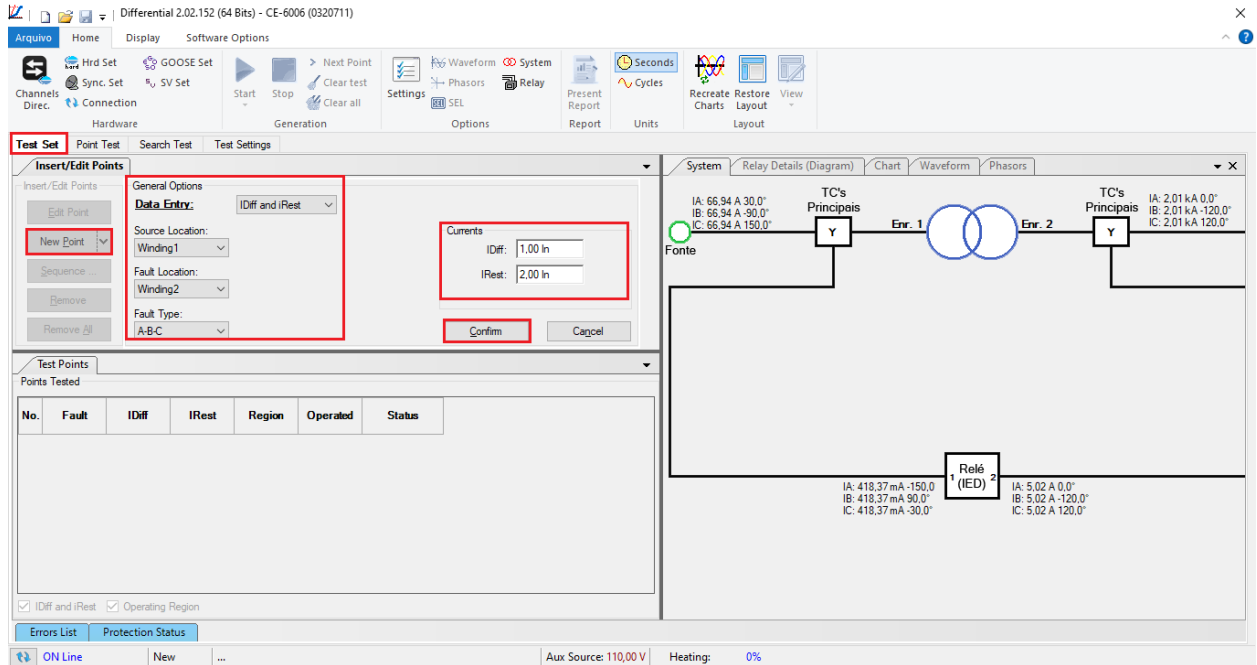 Differential 2.02.152 (64 Bits) - CE-6006 (0320711)
Arquivo Home Display Software Options
Channels Direc.
Hrd Set
Sync. Set
Connection
GOOSE Set
SV Set
Hardware
Start
Stop
Next Point
Clear test
Clear all
Generation
Settings
Waveform
Phasors
SEL
System
Relay
Options
Present Report
Report
Seconds
Cycles
Units
Recreate Charts
Restore Layout
View
Layout
Test Set Point Test Search Test Test Settings
Insert/Edit Points
Insert/Edit Points
Edit Point
New Point
Sequence ...
Remove
Remove All
General Options
Data Entry: IDiff and iRest
Source Location:
Winding1
Fault Location:
Winding2
Fault Type:
A-B-C
Currents
IDiff: 1,00 In
IRest: 2,00 In
Confirm Cancel
Test Points
Points Tested
No. Fault IDiff IRest Region Operated Status
IDiff and iRest Operating Region
System Relay Details (Diagram) Chart Waveform Phasors
IA: 66,94 A 30,0°
IB: 66,94 A -90,0°
IC: 66,94 A 150,0°
Fonte
TC's
Principais
Y
Enr. 1
Enr. 2
TC's
Principais
Y
IA: 2,01 kA 0,0°
IB: 2,01 kA -120,0°
IC: 2,01 kA 120,0°
IA: 418,37 mA -150,0
IB: 418,37 mA 90,0°
IC: 418,37 mA -30,0°
1 Relé (IED) 2
IA: 5,02 A 0,0°
IB: 5,02 A -120,0°
IC: 5,02 A 120,0°
Errors List Protection Status
ON Line New ... Aux Source: 110,00 V Heating: 0%